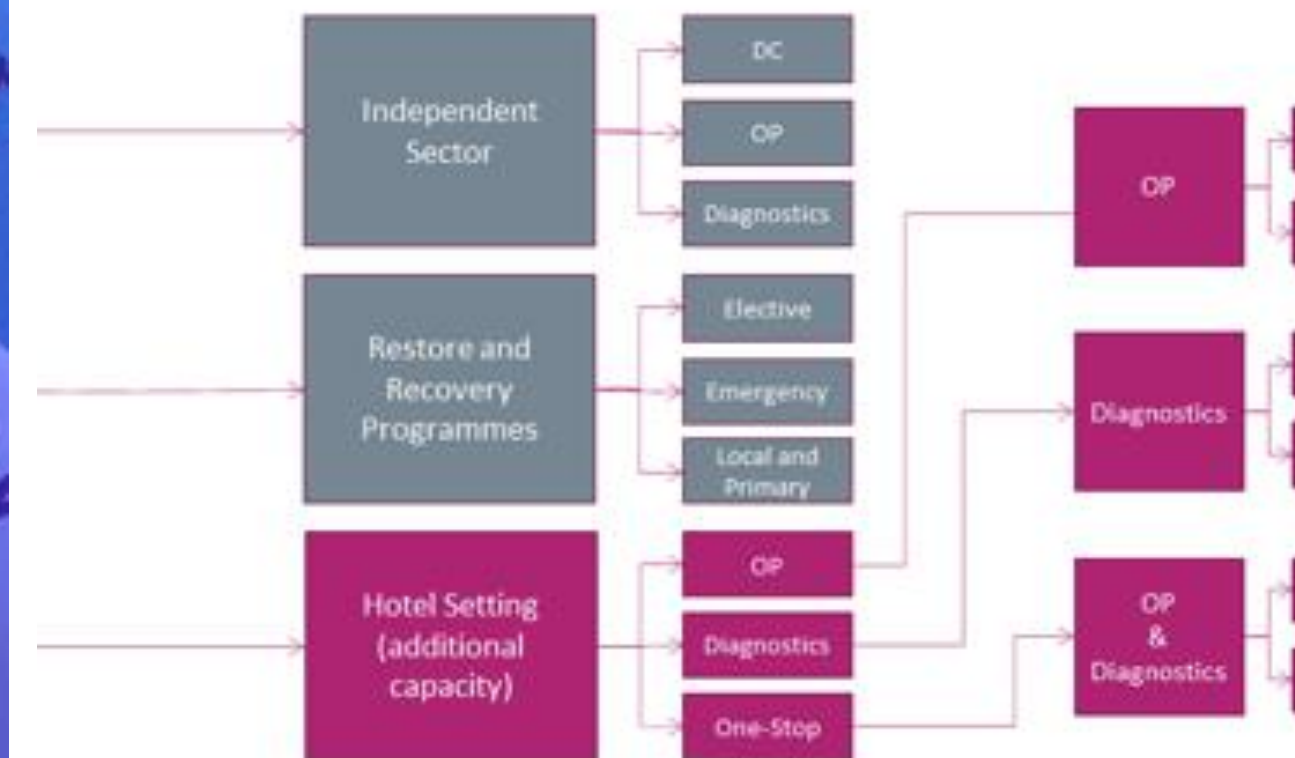 Independent
Sector
DC
OP
Diagnostics
Restore and
Recovery
Programmes
Elective
Emergency
Local and
Primary
Hotel Setting
(additional
capacity)
OP
Diagnostics
One-Stop
OP
Diagnostics
OP
&
Diagnostics